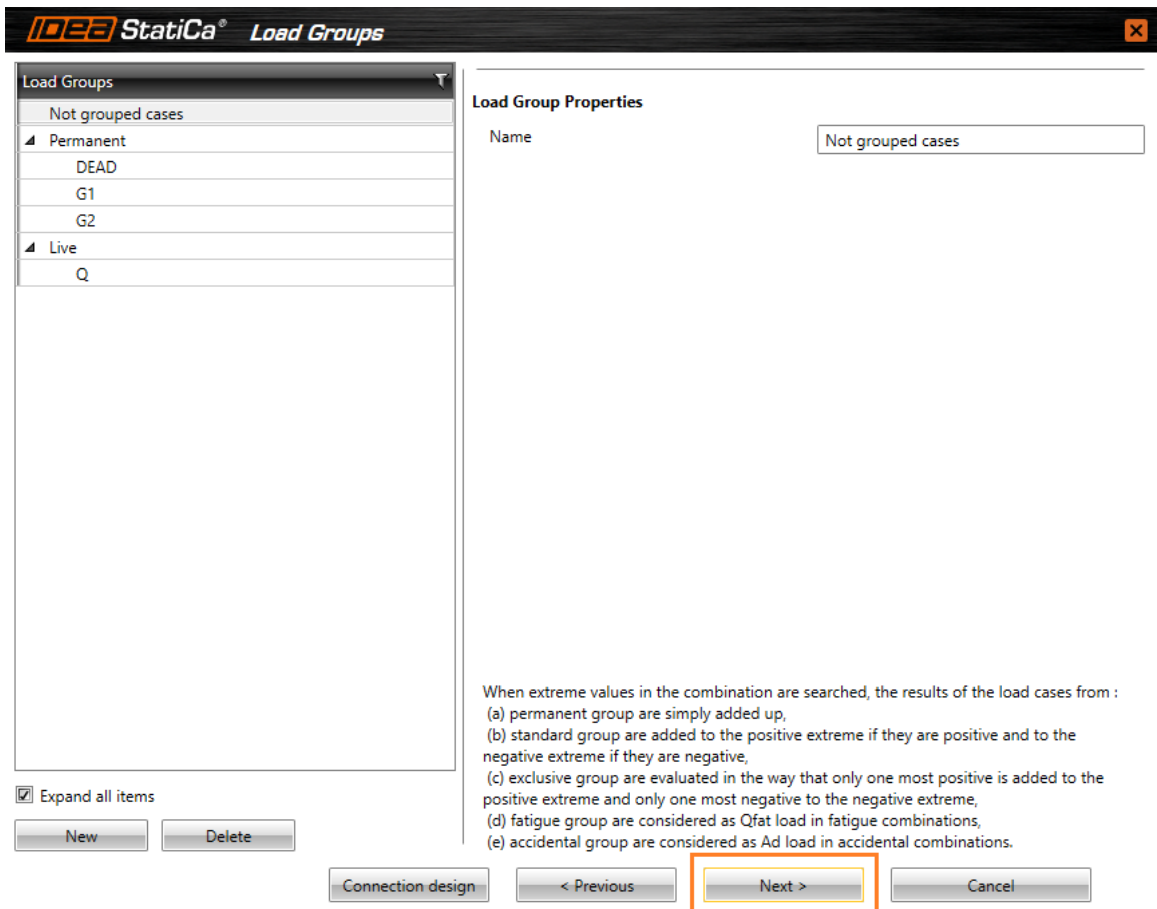 IDEA StatiCa® Load Groups
Load Groups
Not grouped cases
Permanent
DEAD
G1
G2
Live
Q
Expand all items
New
Delete
Load Group Properties
Name
Not grouped cases
When extreme values in the combination are searched, the results of the load cases from :
(a) permanent group are simply added up,
(b) standard group are added to the positive extreme if they are positive and to the
negative extreme if they are negative,
(c) exclusive group are evaluated in the way that only one most positive is added to the
positive extreme and only one most negative to the negative extreme,
(d) fatigue group are considered as Qfat load in fatigue combinations,
(e) accidental group are considered as Ad load in accidental combinations.
Connection design
< Previous
Next >
Cancel